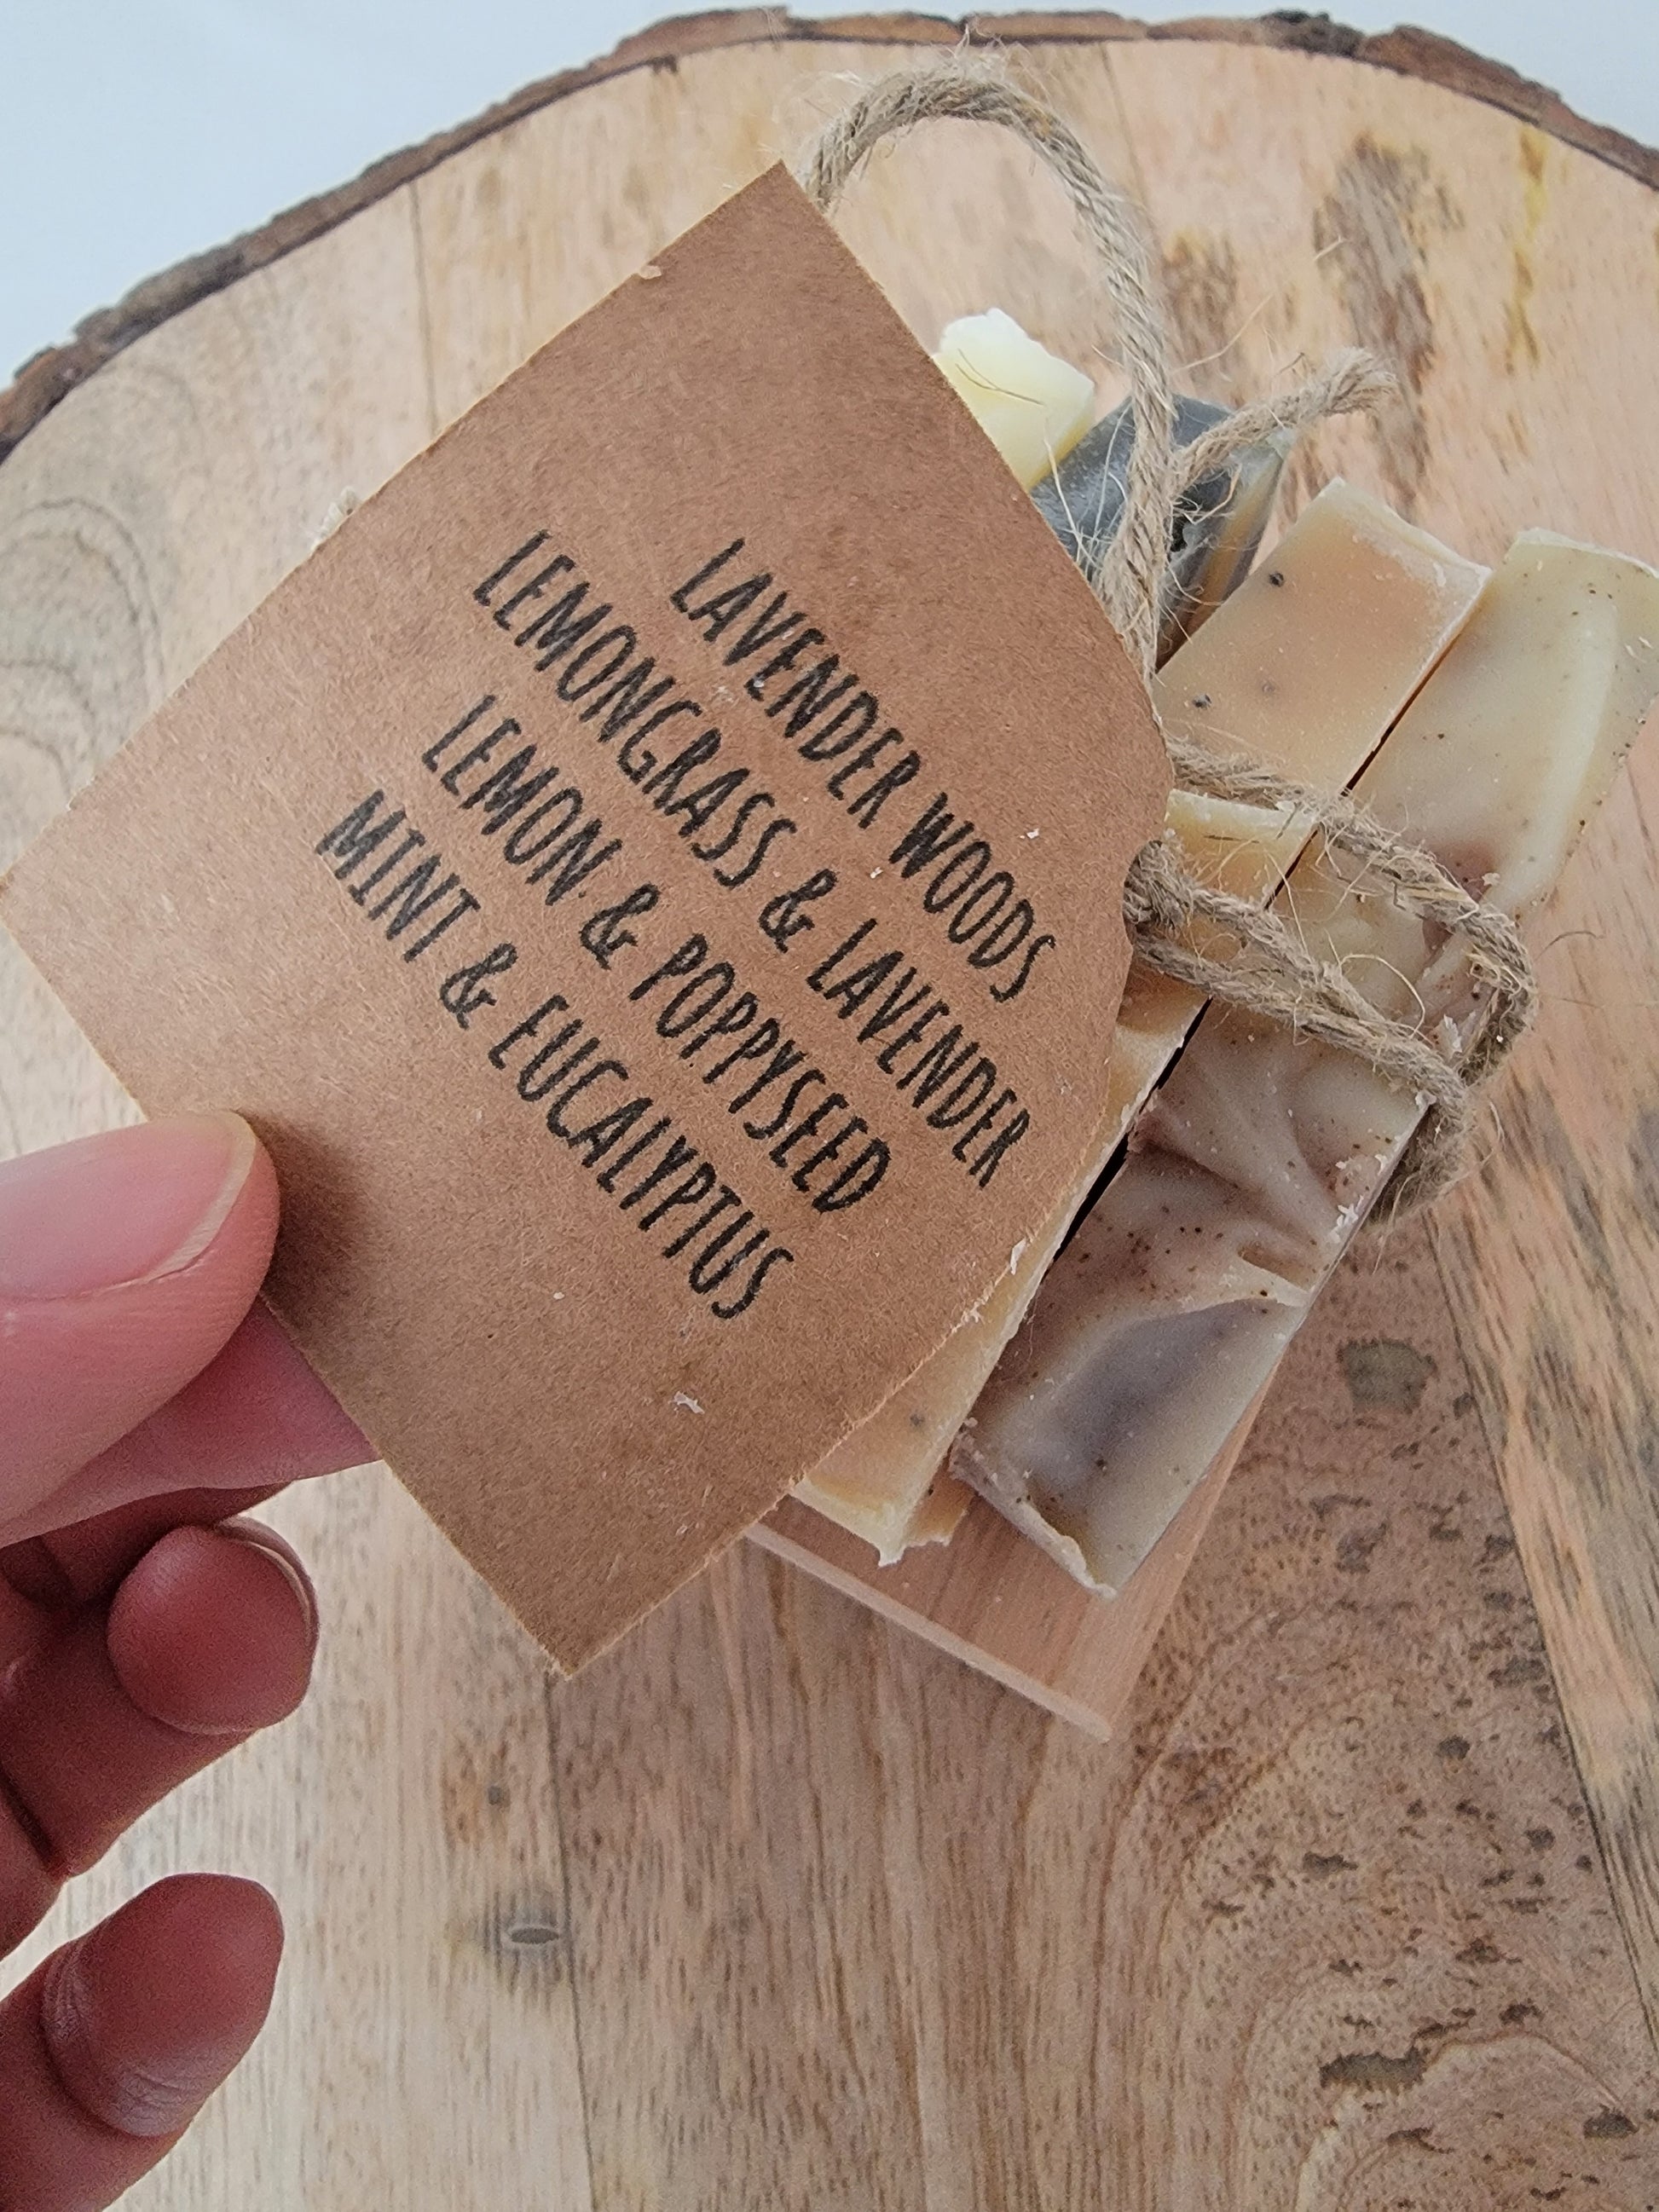 LAVENDER WOODS
LEMONGRASS & LAVENDER
LEMON & POPPYSEED
MINT & EUCALYPTUS